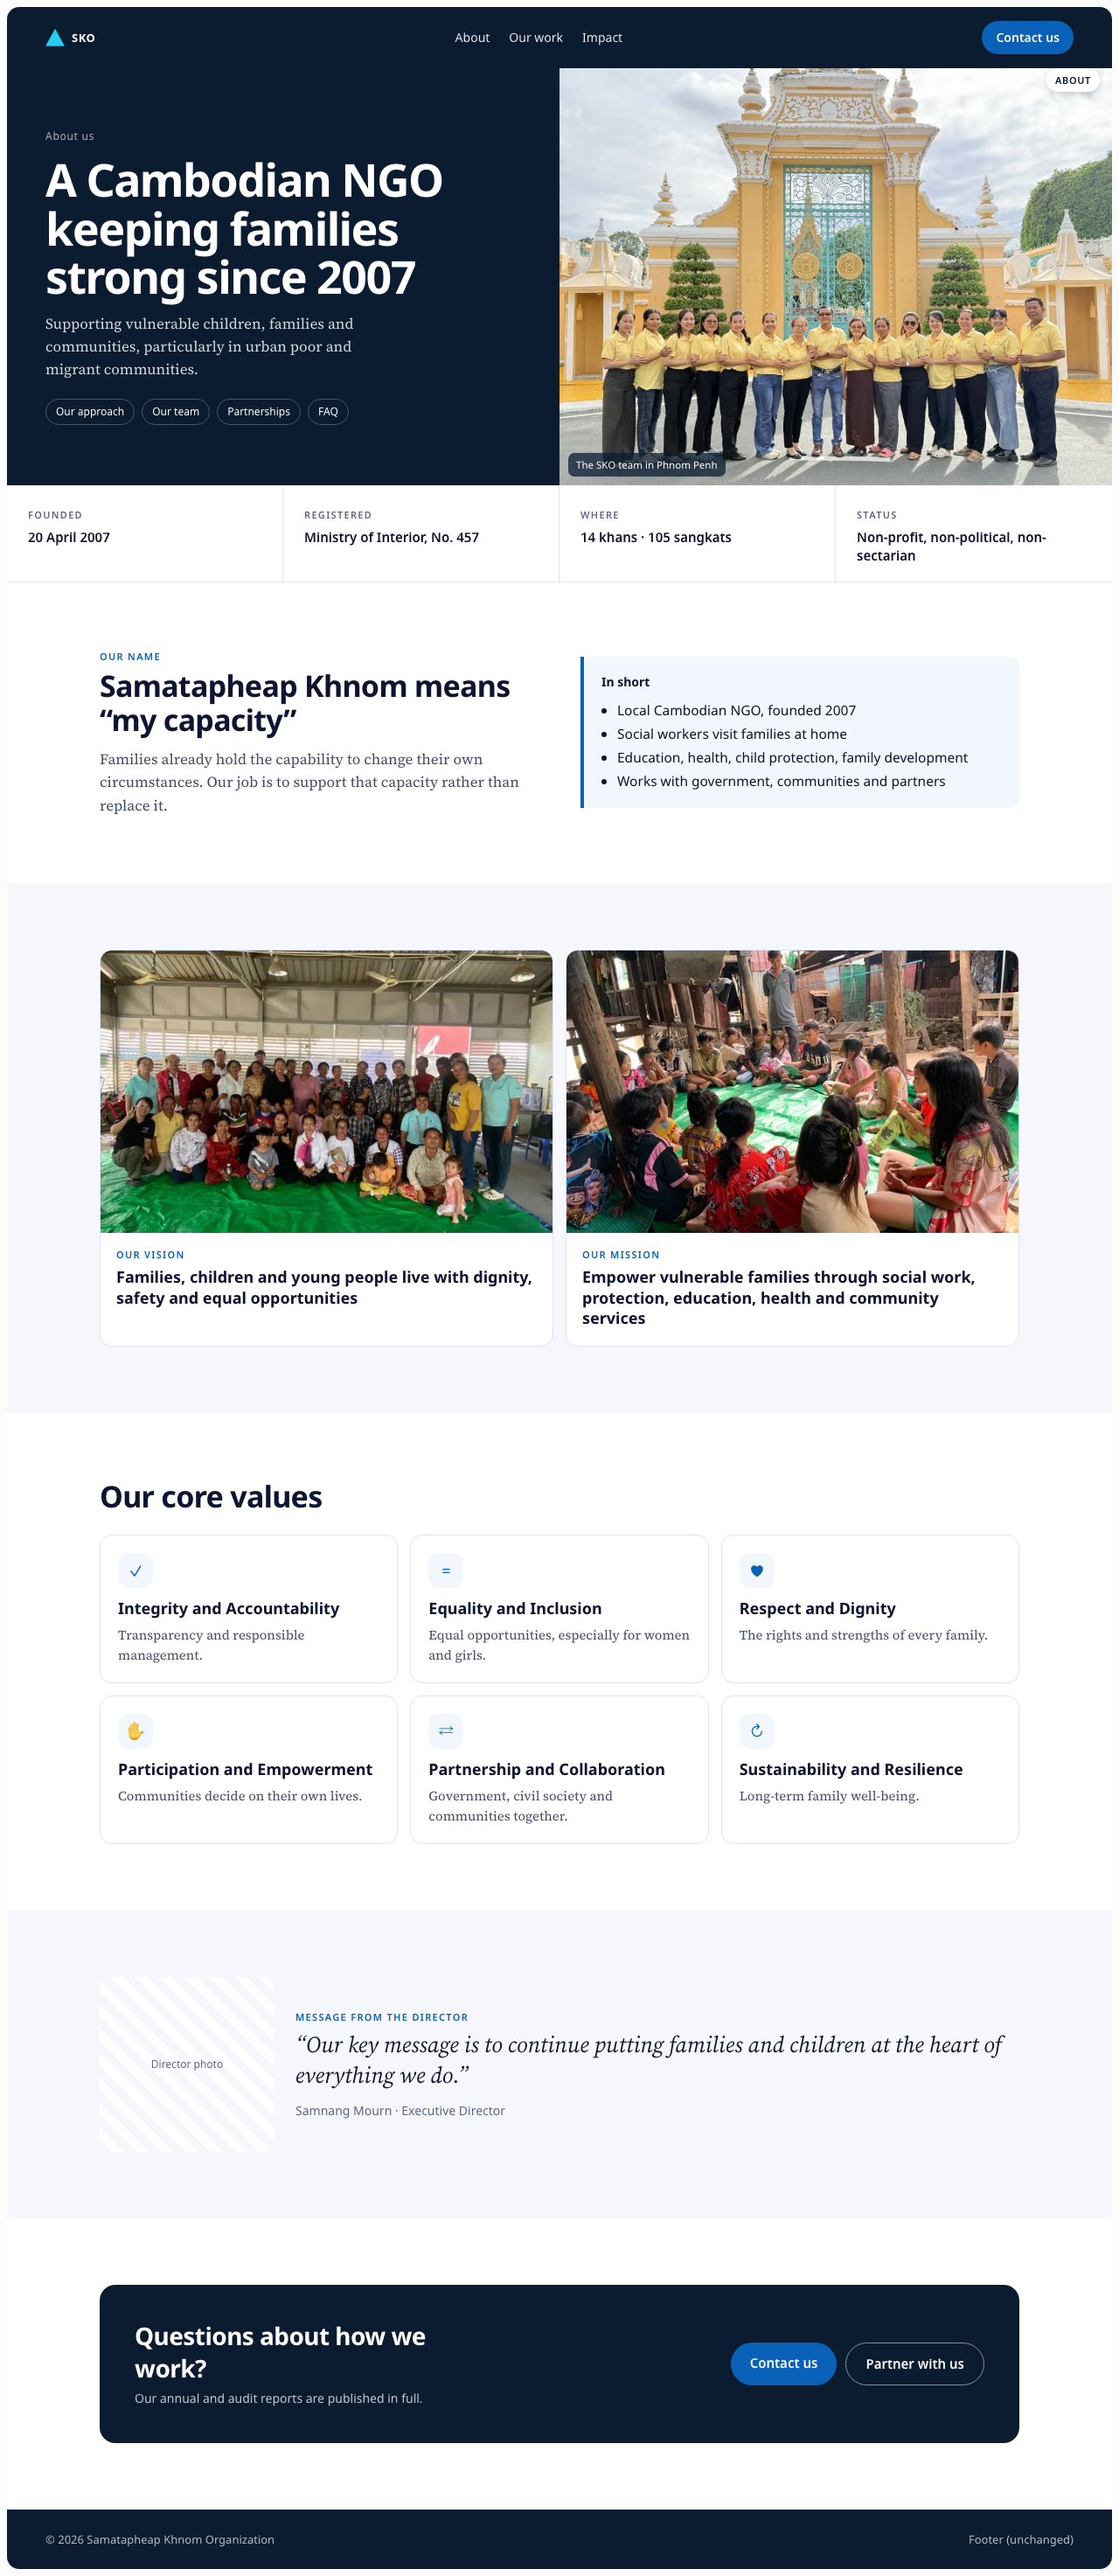 SKO
About
Our work
Impact
Contact us
ABOUT
About us
A Cambodian NGO
keeping families
strong since 2007
Supporting vulnerable children, families and
communities, particularly in urban poor and
migrant communities.
Our approach
Our team
Partnerships
FAQ
The SKO team in Phnom Penh
FOUNDED
20 April 2007
REGISTERED
Ministry of Interior, No. 457
WHERE
14 khans · 105 sangkats
STATUS
Non-profit, non-political, non-
sectarian
OUR NAME
Samatapheap Khnom means
“my capacity”
Families already hold the capability to change their own
circumstances. Our job is to support that capacity rather than
replace it.
In short
• Local Cambodian NGO, founded 2007
• Social workers visit families at home
• Education, health, child protection, family development
• Works with government, communities and partners
OUR VISION
Families, children and young people live with dignity,
safety and equal opportunities
OUR MISSION
Empower vulnerable families through social work,
protection, education, health and community
services
Our core values
✓
Integrity and Accountability
Transparency and responsible
management.
=
Equality and Inclusion
Equal opportunities, especially for women
and girls.
Respect and Dignity
The rights and strengths of every family.
Participation and Empowerment
Communities decide on their own lives.
Partnership and Collaboration
Government, civil society and
communities together.
Sustainability and Resilience
Long-term family well-being.
Director photo
MESSAGE FROM THE DIRECTOR
“Our key message is to continue putting families and children at the heart of
everything we do.”
Samnang Mourn · Executive Director
Questions about how we
work?
Our annual and audit reports are published in full.
Contact us
Partner with us
© 2026 Samatapheap Khnom Organization
Footer (unchanged)